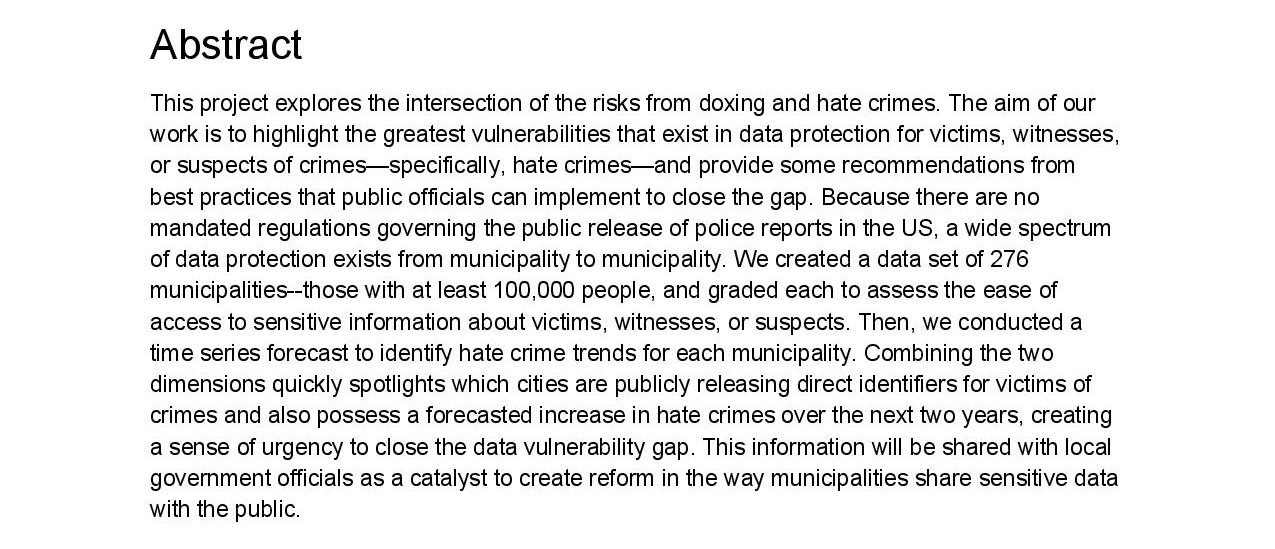 Abstract
This project explores the intersection of the risks from doxing and hate crimes. The aim of our
work is to highlight the greatest vulnerabilities that exist in data protection for victims, witnesses,
or suspects of crimes—specifically, hate crimes—and provide some recommendations from
best practices that public officials can implement to close the gap. Because there are no
mandated regulations governing the public release of police reports in the US, a wide spectrum
of data protection exists from municipality to municipality. We created a data set of 276
municipalities--those with at least 100,000 people, and graded each to assess the ease of
access to sensitive information about victims, witnesses, or suspects. Then, we conducted a
time series forecast to identify hate crime trends for each municipality. Combining the two
dimensions quickly spotlights which cities are publicly releasing direct identifiers for victims of
crimes and also possess a forecasted increase in hate crimes over the next two years, creating
a sense of urgency to close the data vulnerability gap. This information will be shared with local
government officials as a catalyst to create reform in the way municipalities share sensitive data
with the public.